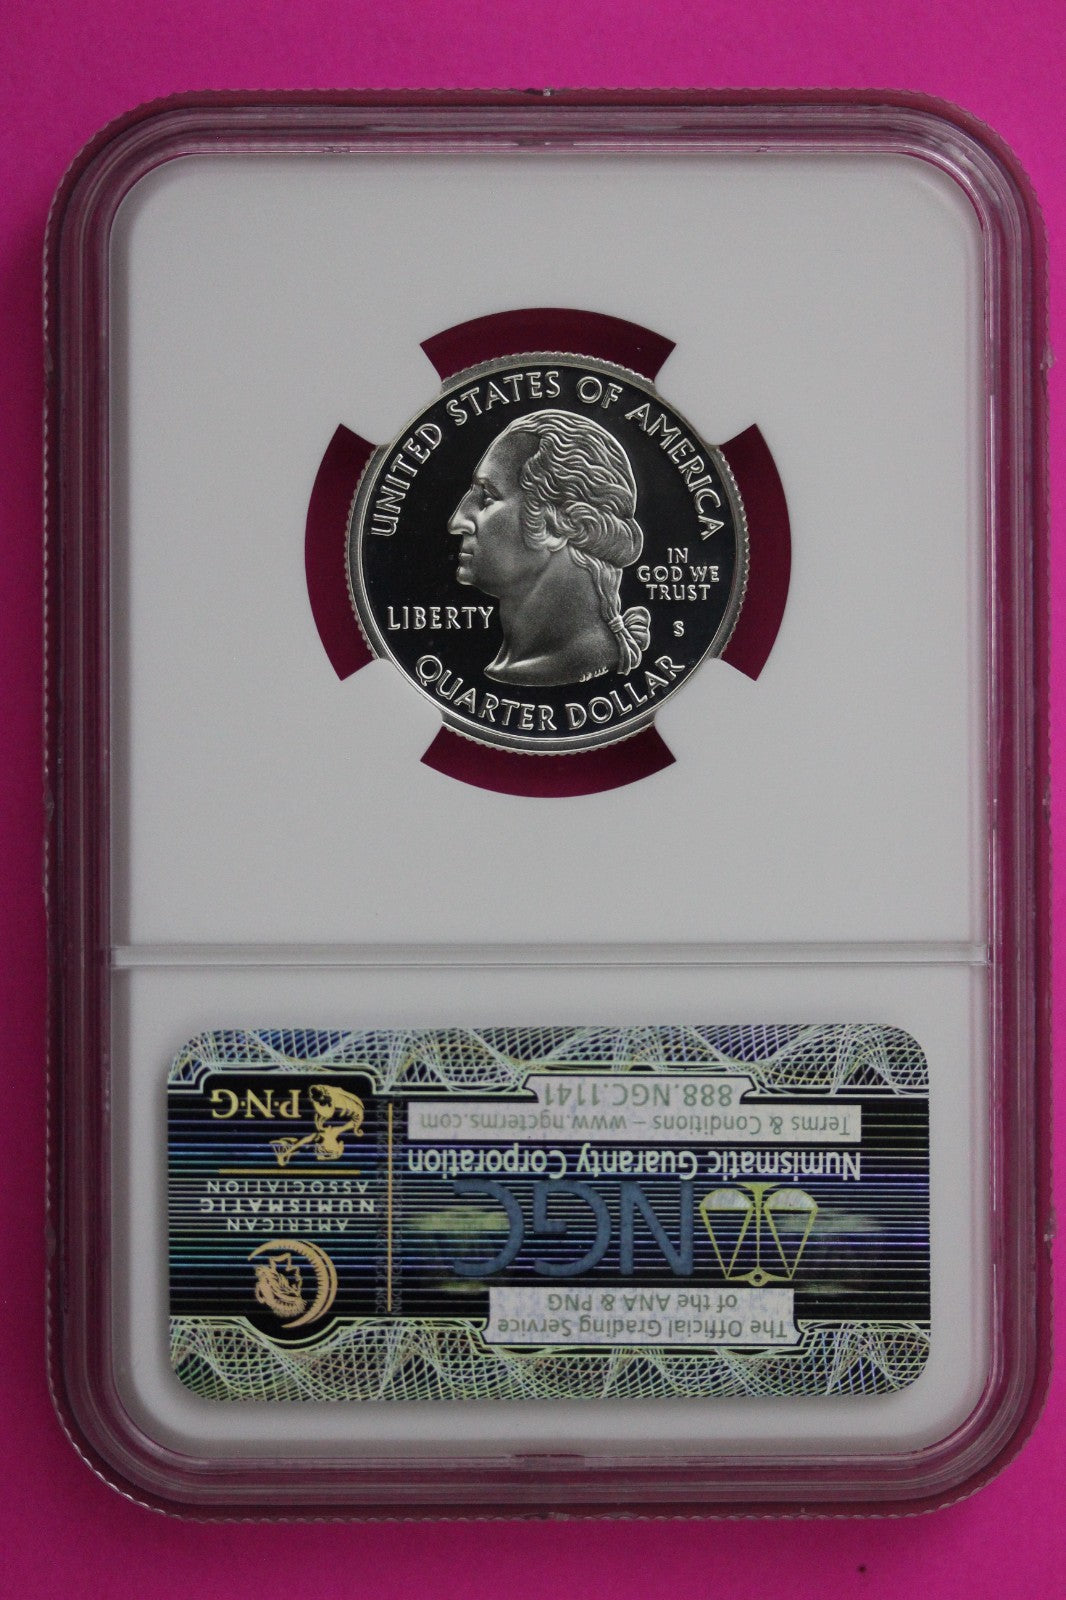 UNITED STATES OF AMERICA
LIBERTY
IN
GOD WE
TRUST
S
QUARTER DOLLAR
The Official Grading Service
of the ANA & PNG
NGC
Numismatic Guaranty Corporation
Terms & Conditions – www.ngcterms.com
888.NGC.1141
AMERICAN
NUMISMATIC
ASSOCIATION
P·N·G